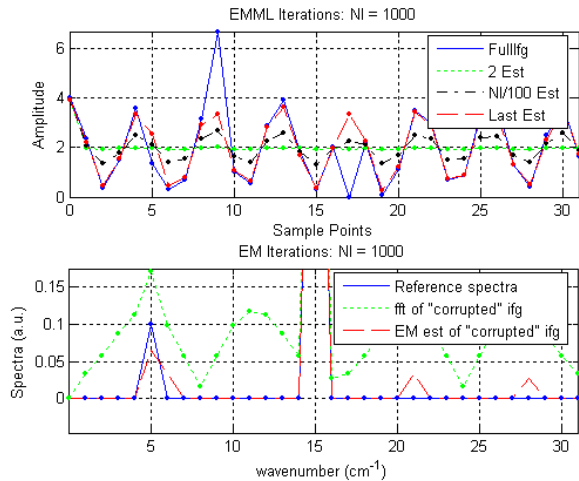 EMML Iterations: NI = 1000
Amplitude
6
4
2
0
FullIfg
2 Est
NI/100 Est
Last Est
0 5 10 15 20 25 30
Sample Points
EM Iterations: NI = 1000
Spectra (a.u.)
0.15
0.1
0.05
0
Reference spectra
fft of "corrupted" ifg
EM est of "corrupted" ifg
5 10 15 20 25 30
wavenumber (cm⁻¹)